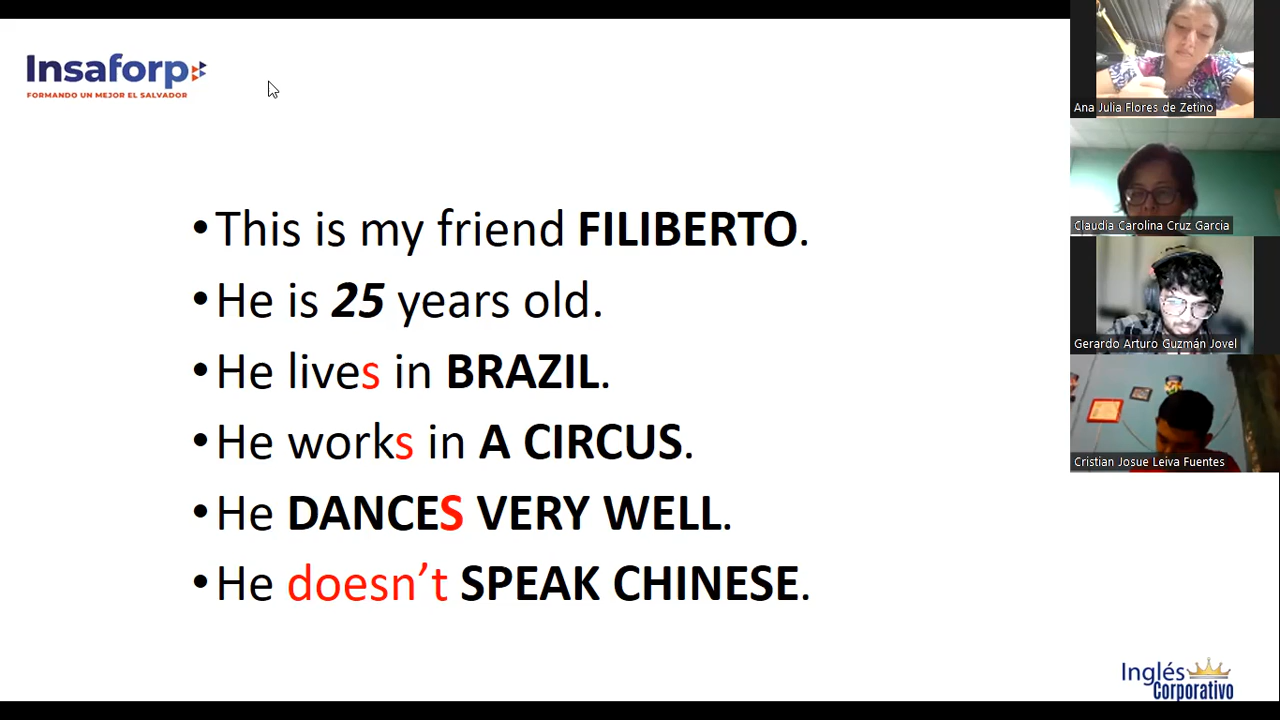 Insaforp
FORMANDO UN MEJOR EL SALVADOR
•This is my friend FILIBERTO.
•He is 25 years old.
•He lives in BRAZIL.
•He works in A CIRCUS.
•He DANCES VERY WELL.
•He doesn’t SPEAK CHINESE.
Ana Julia Flores de Zetino
Claudia Carolina Cruz Garcia
Gerardo Arturo Guzmán Jovel
Cristian Josue Leiva Fuentes
Inglés
Corporativo